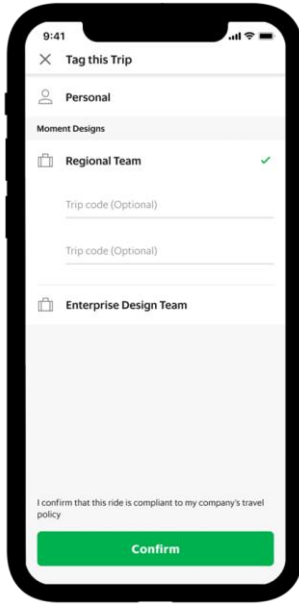 9:41
Tag this Trip
Personal
Moment Designs
Regional Team
Trip code (Optional)
Trip code (Optional)
Enterprise Design Team
I confirm that this ride is compliant to my company's travel
policy
Confirm